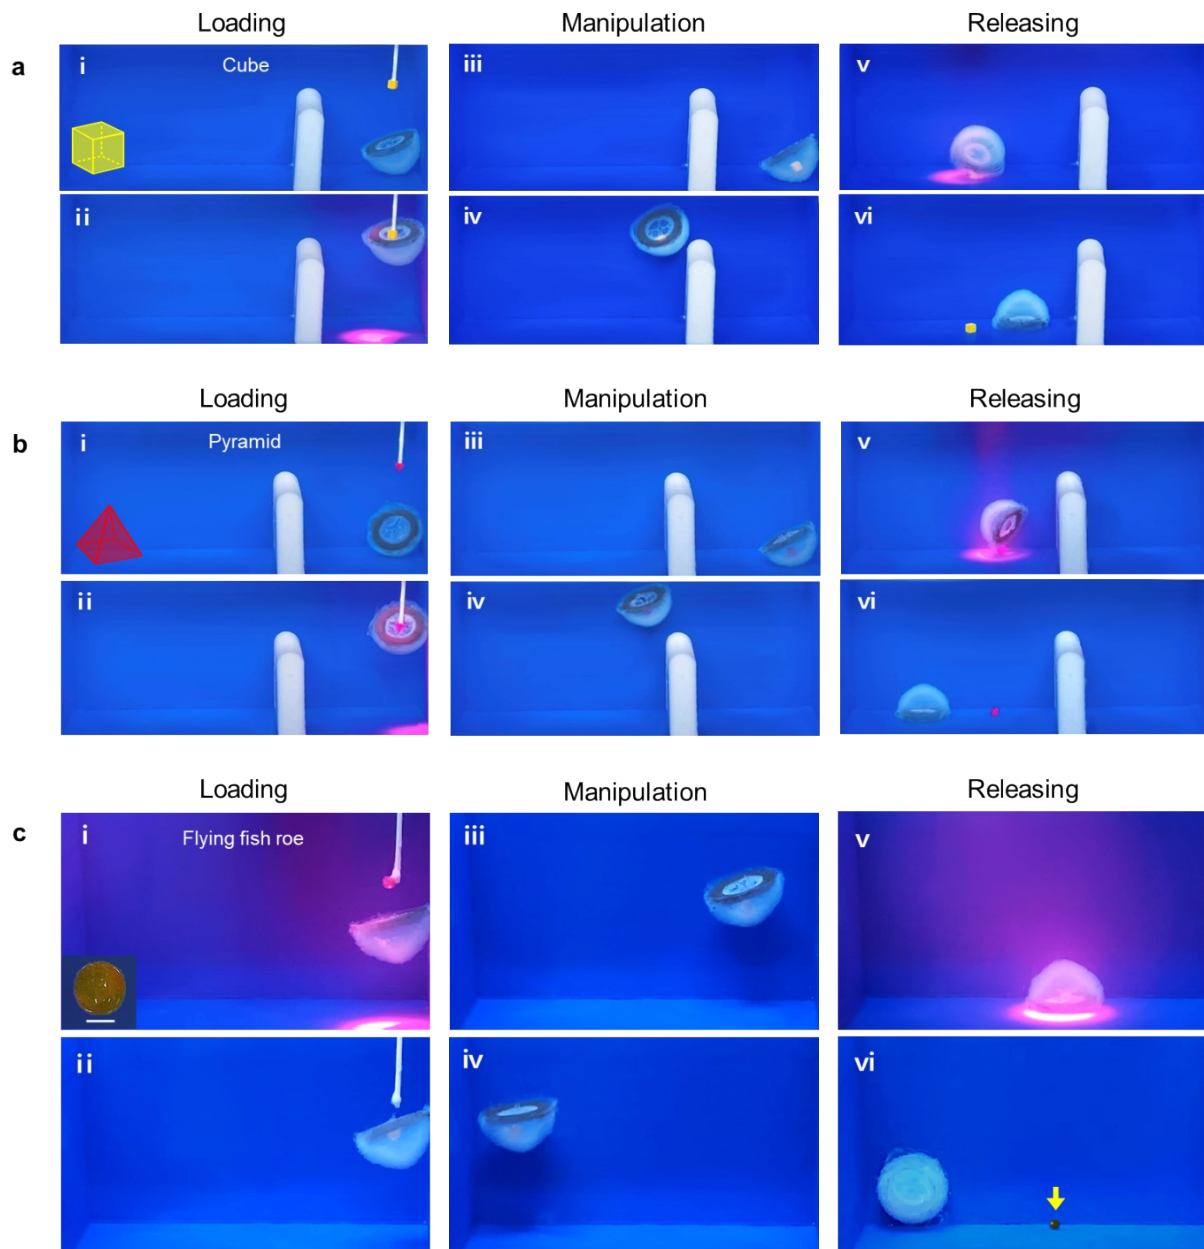 Loading Manipulation Releasing
a
i Cube iii v
ii iv vi
Loading Manipulation Releasing
b
i Pyramid iii v
ii iv vi
Loading Manipulation Releasing
c
i Flying fish roe iii v
ii iv vi